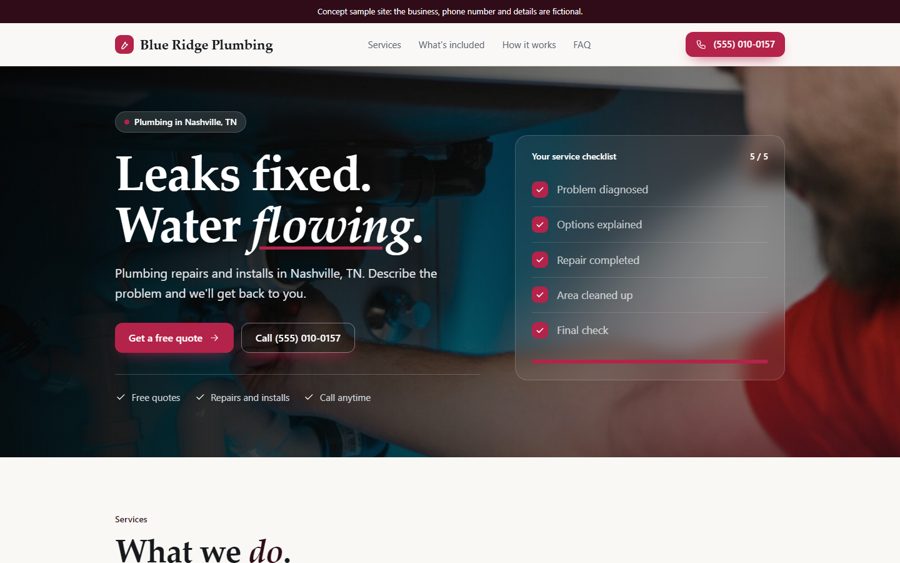 Concept sample site: the business, phone number and details are fictional.
Blue Ridge Plumbing
Services
What's included
How it works
FAQ
(555) 010-0157
Plumbing in Nashville, TN
Leaks fixed.
Water flowing.
Plumbing repairs and installs in Nashville, TN. Describe the
problem and we'll get back to you.
Get a free quote
Call (555) 010-0157
Free quotes
Repairs and installs
Call anytime
Your service checklist
5 / 5
Problem diagnosed
Options explained
Repair completed
Area cleaned up
Final check
Services
What we do.